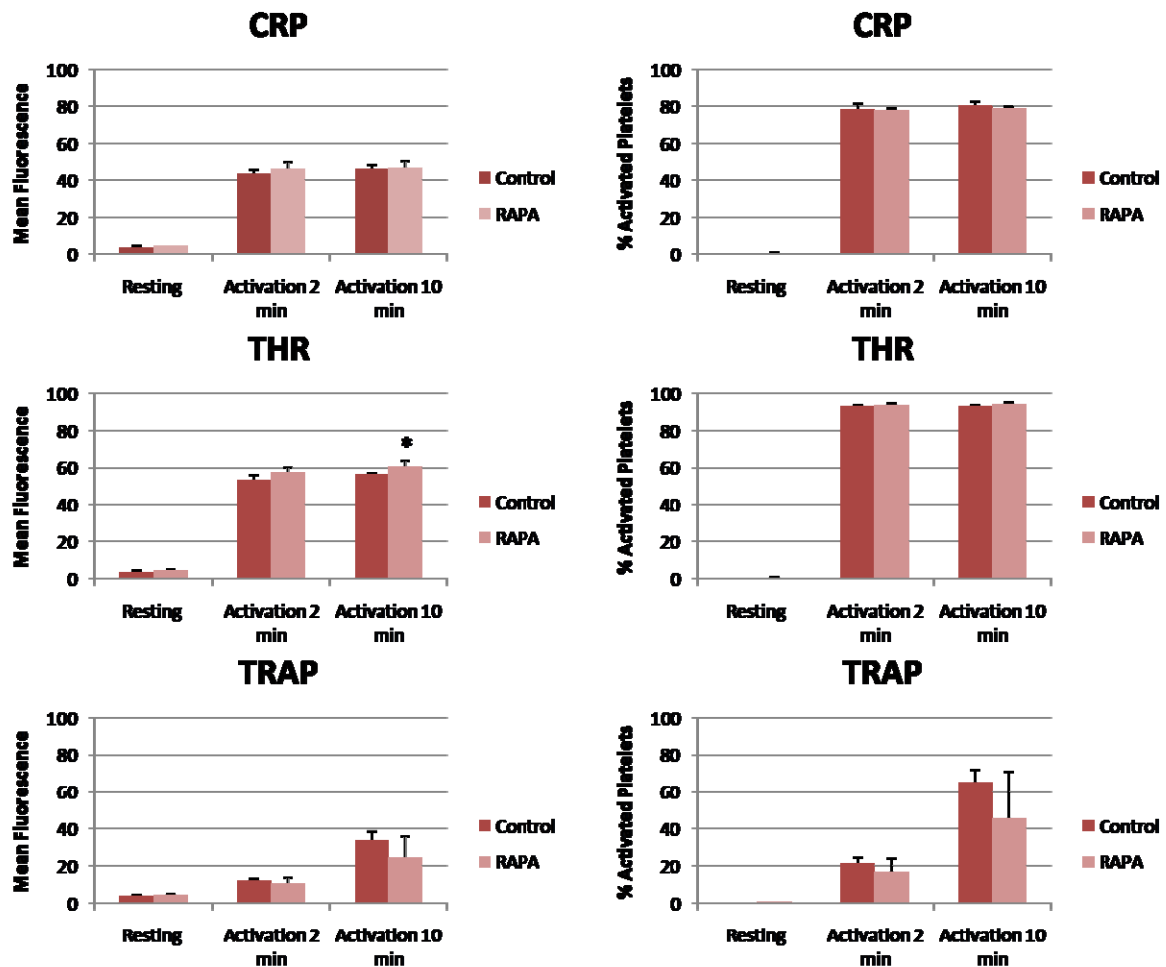 CRP
Mean Fluorescence
100
80
60
40
20
0
Resting
Activation 2 min
Activation 10 min
Control
RAPA
CRP
% Activated Platelets
100
80
60
40
20
0
Resting
Activation 2 min
Activation 10 min
Control
RAPA
THR
Mean Fluorescence
100
80
60
40
20
0
*
Resting
Activation 2 min
Activation 10 min
Control
RAPA
THR
% Activated Platelets
100
80
60
40
20
0
Resting
Activation 2 min
Activation 10 min
Control
RAPA
TRAP
Mean Fluorescence
100
80
60
40
20
0
Resting
Activation 2 min
Activation 10 min
Control
RAPA
TRAP
% Activated Platelets
100
80
60
40
20
0
Resting
Activation 2 min
Activation 10 min
Control
RAPA